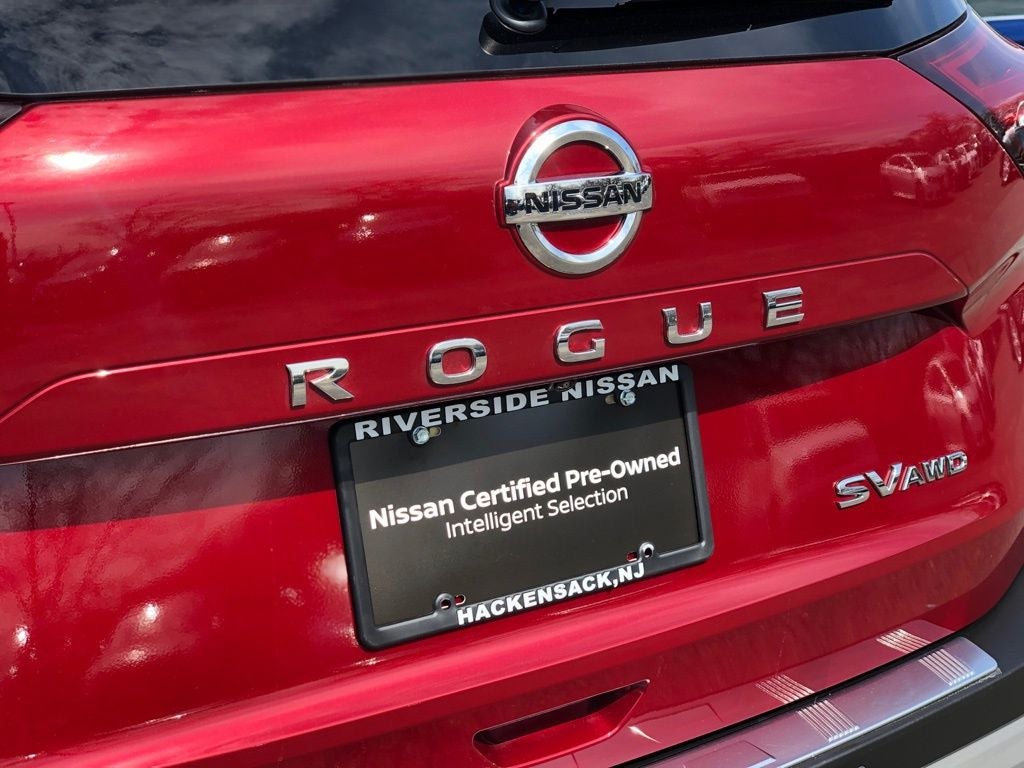 NISSAN
ROGUE
RIVERSIDE NISSAN
Nissan Certified Pre-Owned
Intelligent Selection
HACKENSACK,NJ
SV AWD